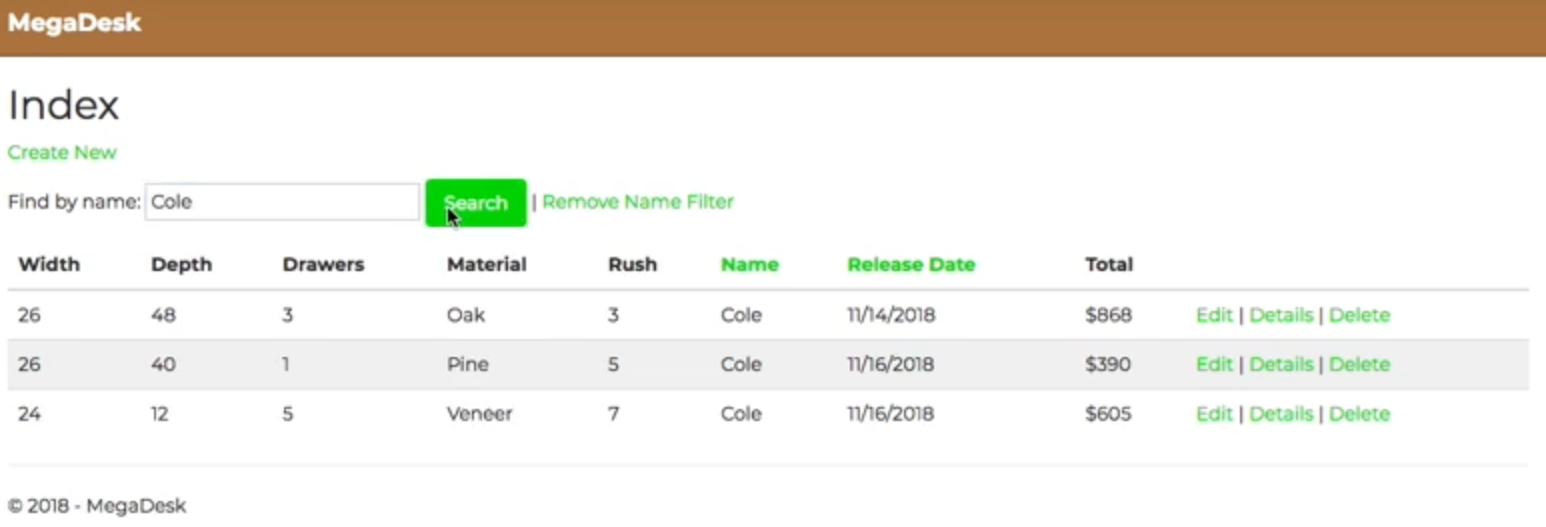 MegaDesk
Index
Create New
Find by name: Cole Search | Remove Name Filter
Width Depth Drawers Material Rush Name Release Date Total
26 48 3 Oak 3 Cole 11/14/2018 $868 Edit | Details | Delete
26 40 1 Pine 5 Cole 11/16/2018 $390 Edit | Details | Delete
24 12 5 Veneer 7 Cole 11/16/2018 $605 Edit | Details | Delete
© 2018 - MegaDesk